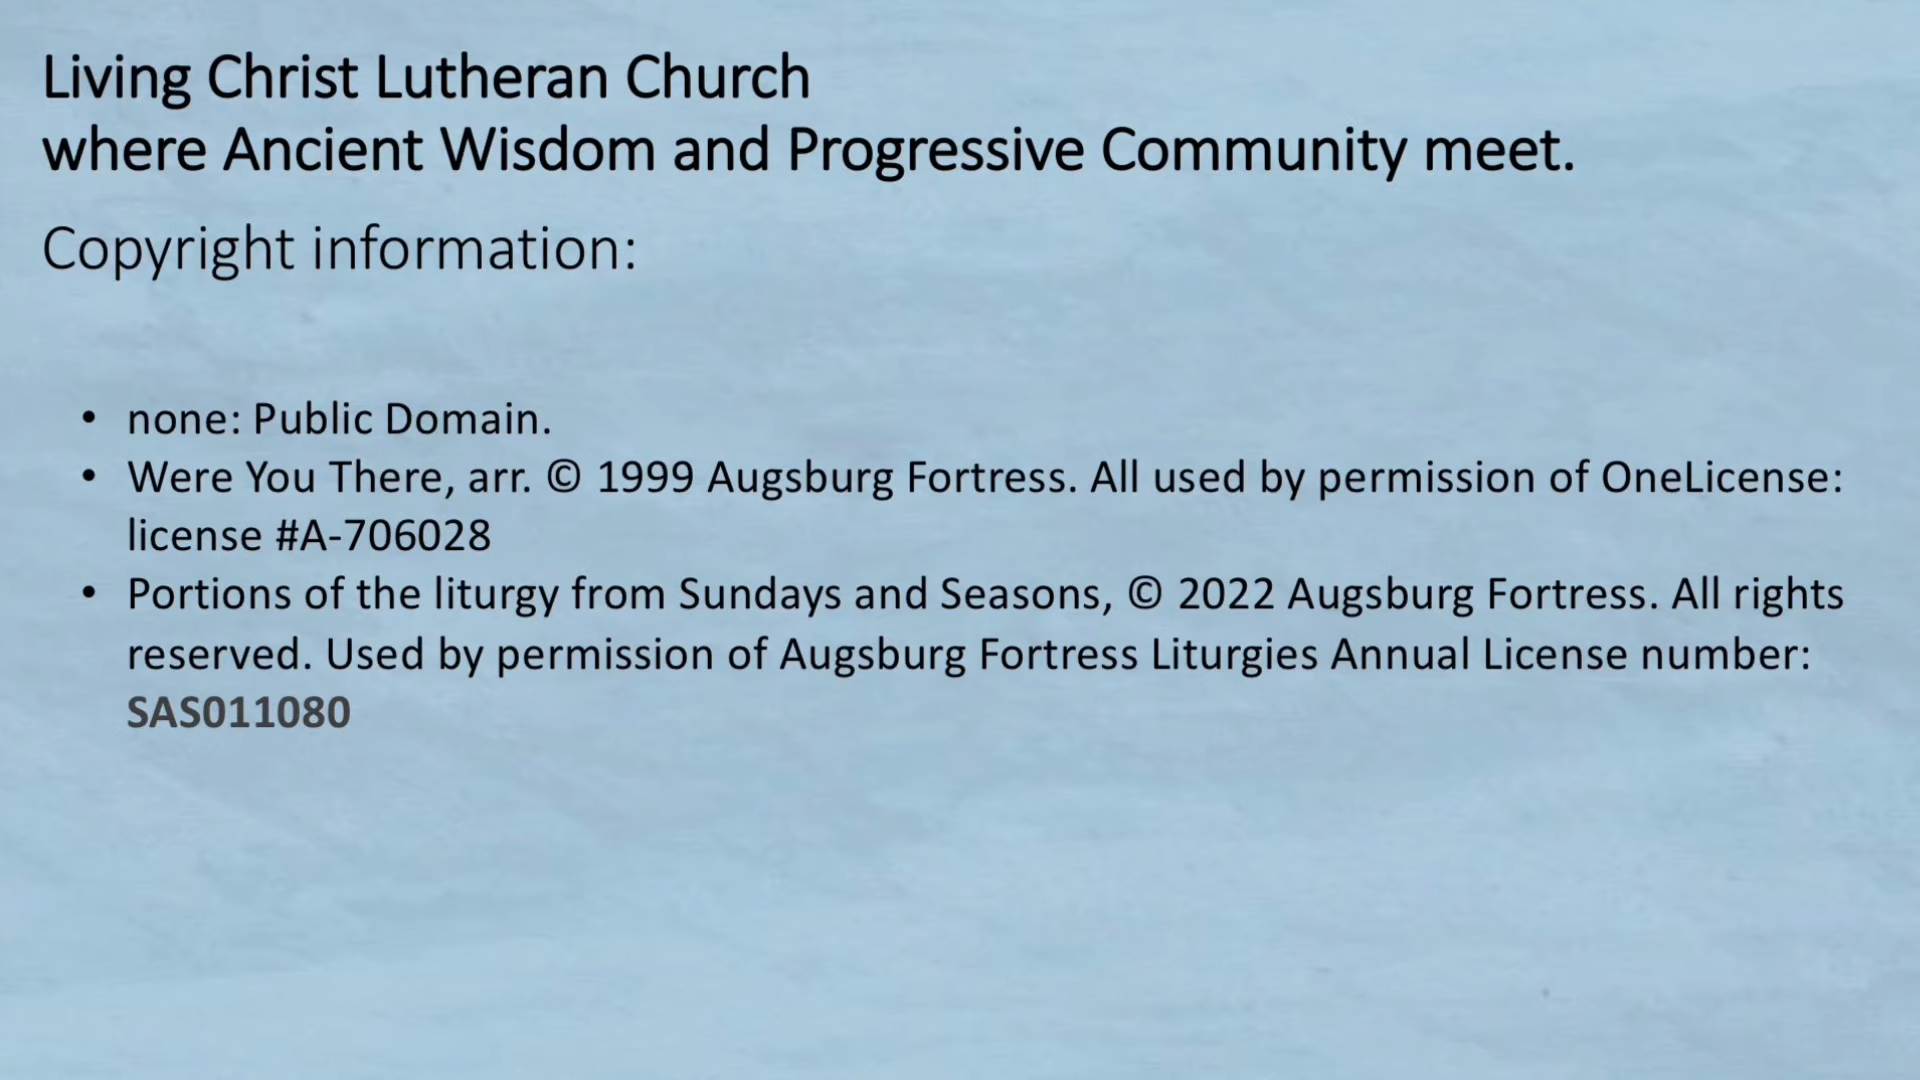 Living Christ Lutheran Church
where Ancient Wisdom and Progressive Community meet.
Copyright information:
• none: Public Domain.
• Were You There, arr. © 1999 Augsburg Fortress. All used by permission of OneLicense:
license #A-706028
• Portions of the liturgy from Sundays and Seasons, © 2022 Augsburg Fortress. All rights
reserved. Used by permission of Augsburg Fortress Liturgies Annual License number:
SAS011080